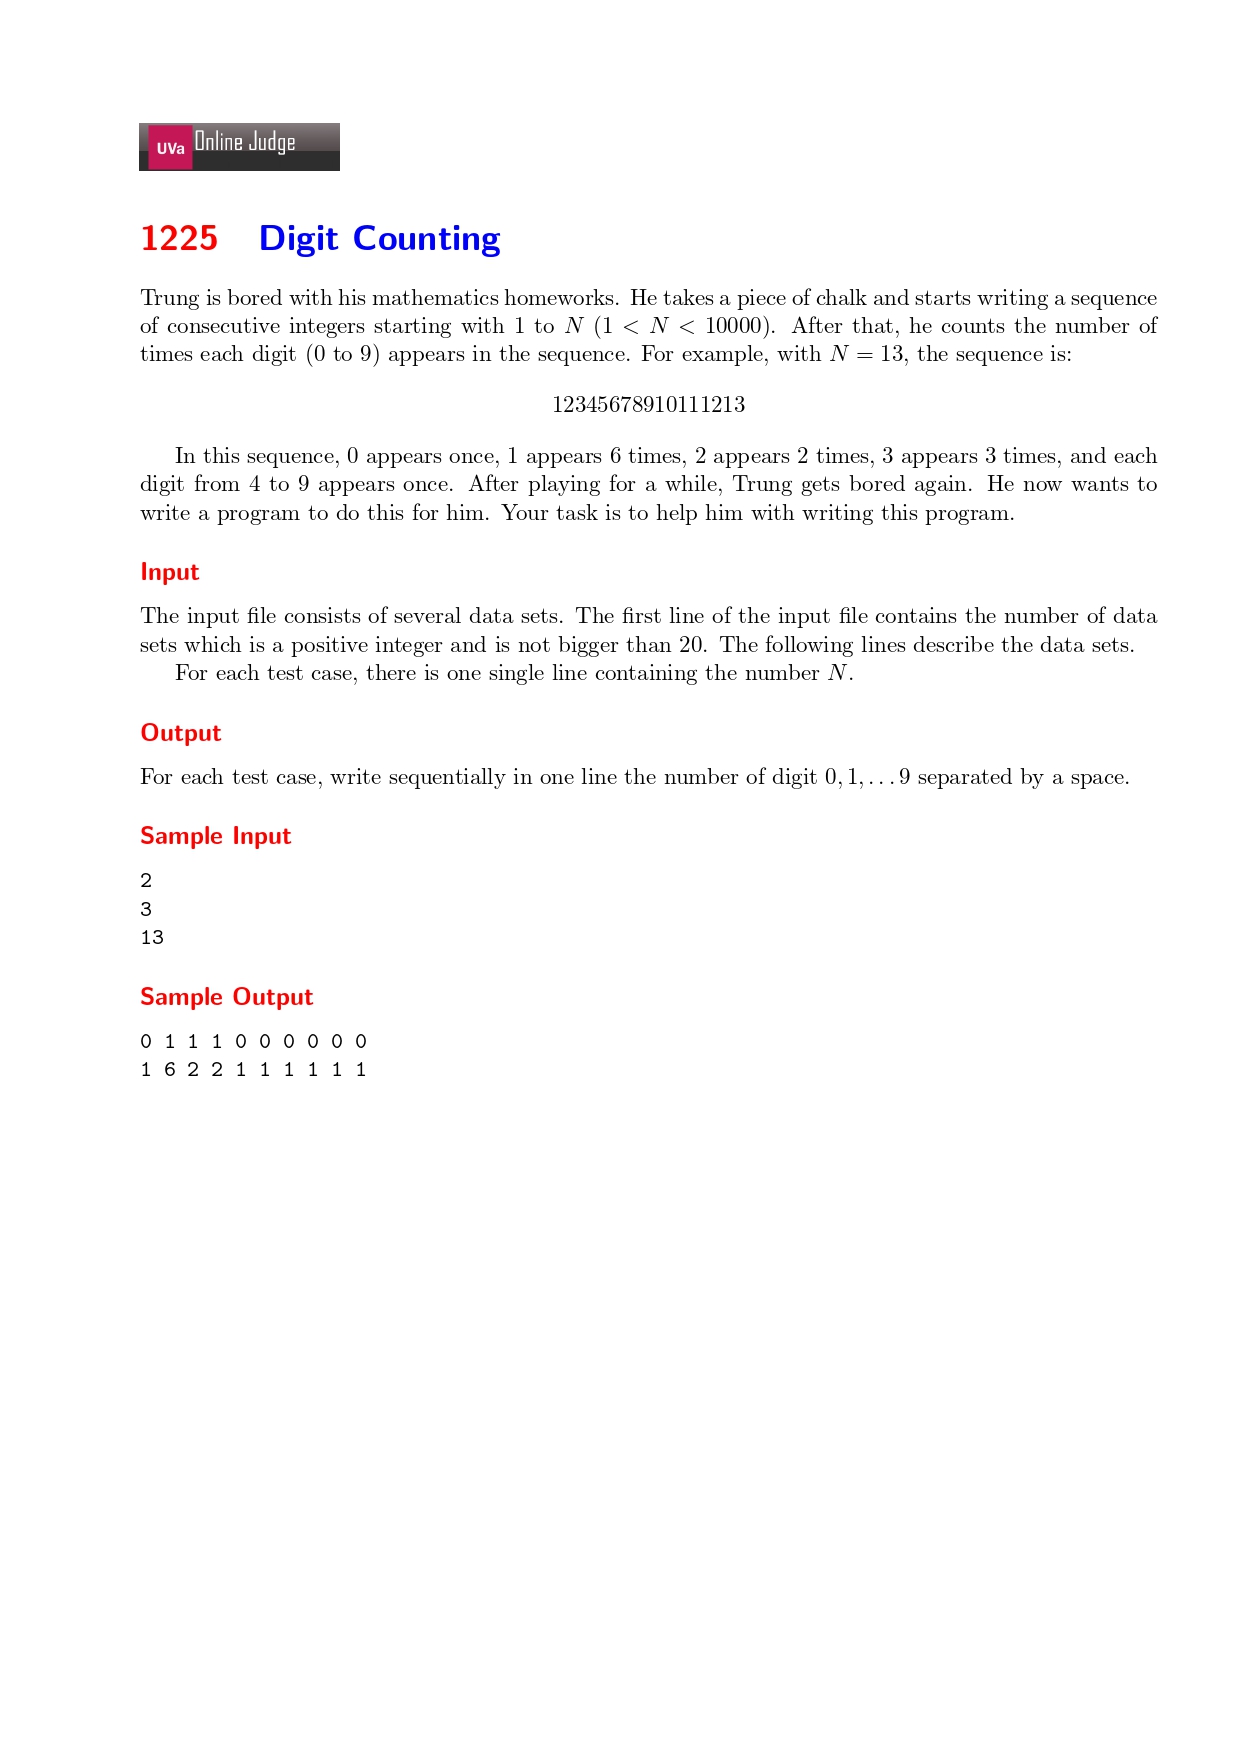 UVa Online Judge
1225 Digit Counting
Trung is bored with his mathematics homeworks. He takes a piece of chalk and starts writing a sequence
of consecutive integers starting with 1 to N (1 < N < 10000). After that, he counts the number of
times each digit (0 to 9) appears in the sequence. For example, with N = 13, the sequence is:
12345678910111213
In this sequence, 0 appears once, 1 appears 6 times, 2 appears 2 times, 3 appears 3 times, and each
digit from 4 to 9 appears once. After playing for a while, Trung gets bored again. He now wants to
write a program to do this for him. Your task is to help him with writing this program.
Input
The input file consists of several data sets. The first line of the input file contains the number of data
sets which is a positive integer and is not bigger than 20. The following lines describe the data sets.
For each test case, there is one single line containing the number N.
Output
For each test case, write sequentially in one line the number of digit 0, 1, . . . 9 separated by a space.
Sample Input
2
3
13
Sample Output
0 1 1 1 0 0 0 0 0 0
1 6 2 2 1 1 1 1 1 1